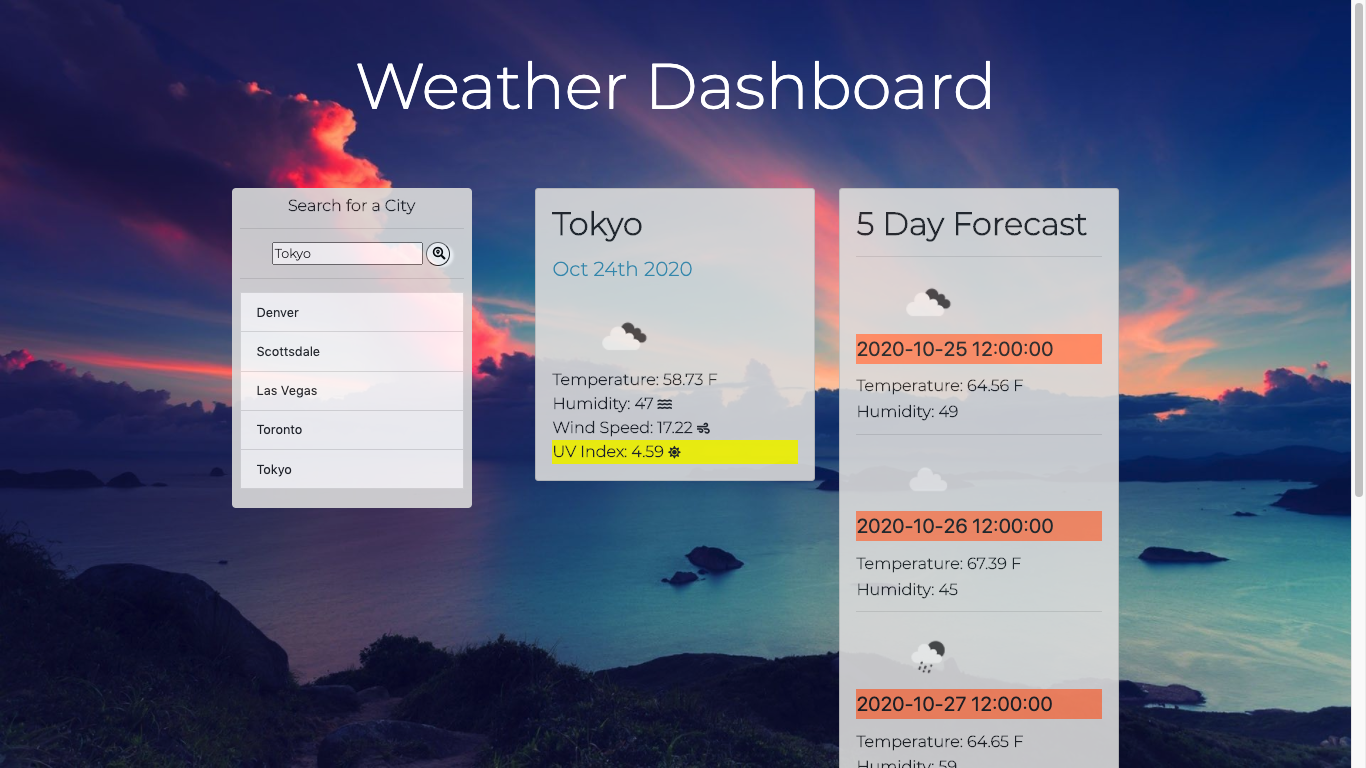 Weather Dashboard
Search for a City
Tokyo
Denver
Scottsdale
Las Vegas
Toronto
Tokyo
Tokyo
Oct 24th 2020
Temperature: 58.73 F
Humidity: 47
Wind Speed: 17.22
UV Index: 4.59
5 Day Forecast
2020-10-25 12:00:00
Temperature: 64.56 F
Humidity: 49
2020-10-26 12:00:00
Temperature: 67.39 F
Humidity: 45
2020-10-27 12:00:00
Temperature: 64.65 F
Humidity: 59